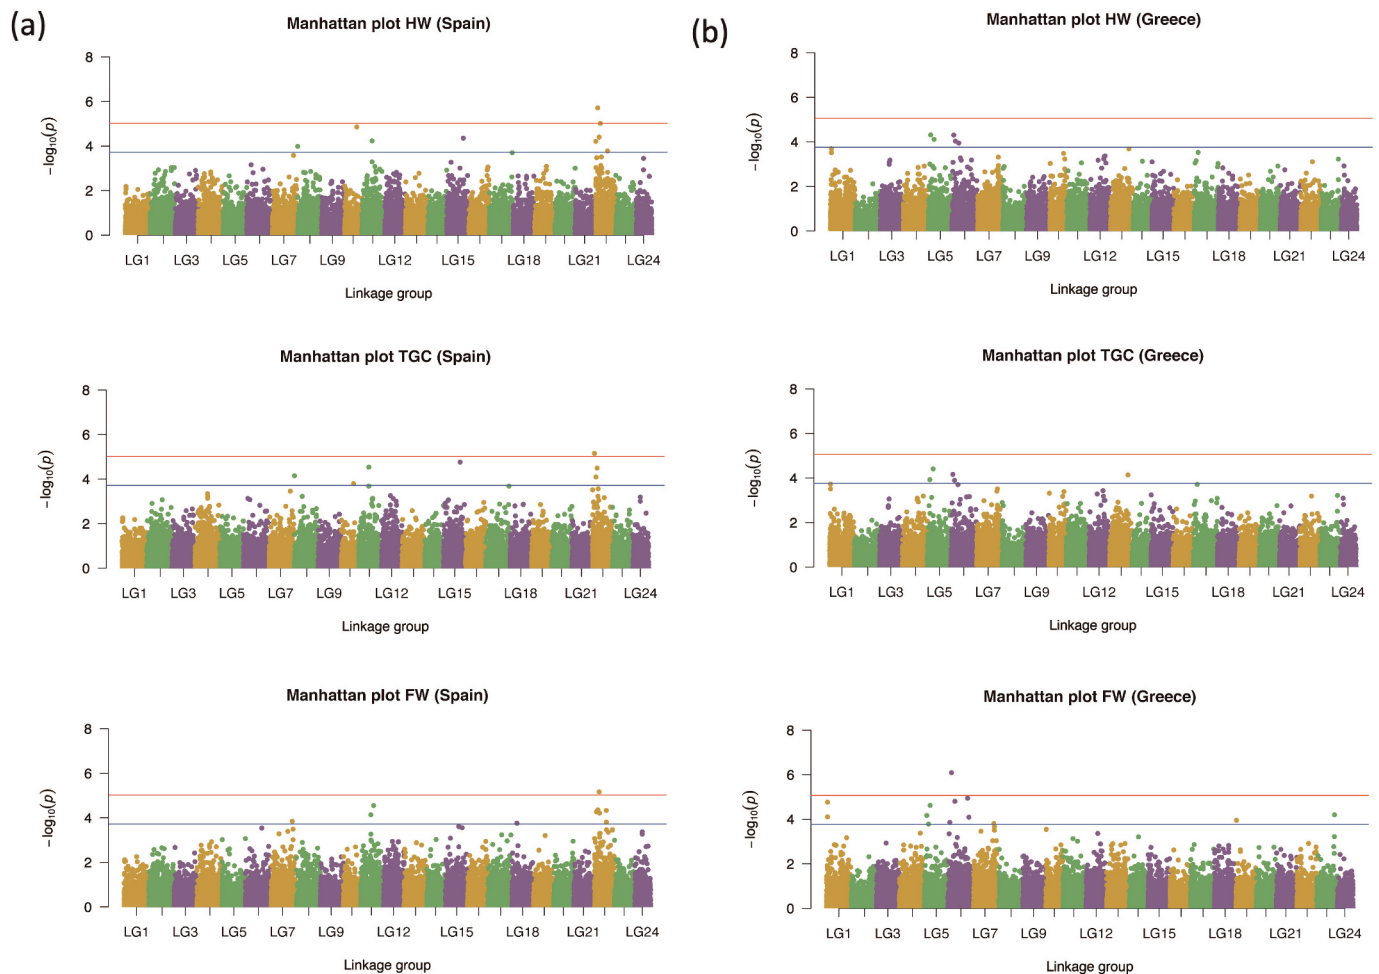 (a)
Manhattan plot HW (Spain)
8
6
4
2
0
−log10(p)
LG1 LG3 LG5 LG7 LG9 LG12 LG15 LG18 LG21 LG24
Linkage group
Manhattan plot TGC (Spain)
8
6
4
2
0
−log10(p)
LG1 LG3 LG5 LG7 LG9 LG12 LG15 LG18 LG21 LG24
Linkage group
Manhattan plot FW (Spain)
8
6
4
2
0
−log10(p)
LG1 LG3 LG5 LG7 LG9 LG12 LG15 LG18 LG21 LG24
Linkage group
(b)
Manhattan plot HW (Greece)
8
6
4
2
0
−log10(p)
LG1 LG3 LG5 LG7 LG9 LG12 LG15 LG18 LG21 LG24
Linkage group
Manhattan plot TGC (Greece)
8
6
4
2
0
−log10(p)
LG1 LG3 LG5 LG7 LG9 LG12 LG15 LG18 LG21 LG24
Linkage group
Manhattan plot FW (Greece)
8
6
4
2
0
−log10(p)
LG1 LG3 LG5 LG7 LG9 LG12 LG15 LG18 LG21 LG24
Linkage group